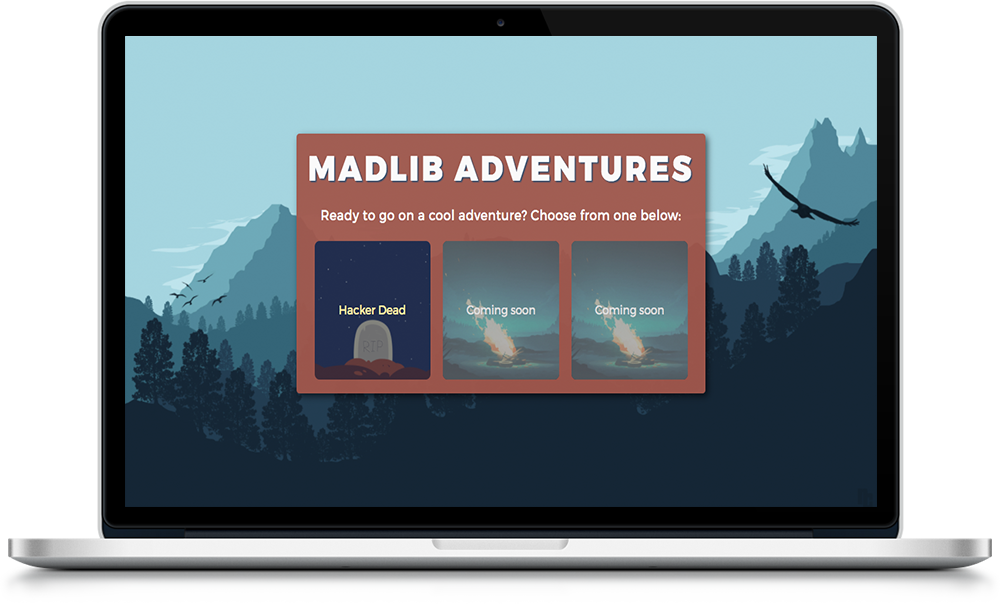 MADLIB ADVENTURES
Ready to go on a cool adventure? Choose from one below:
Hacker Dead
Coming soon
Coming soon
RIP